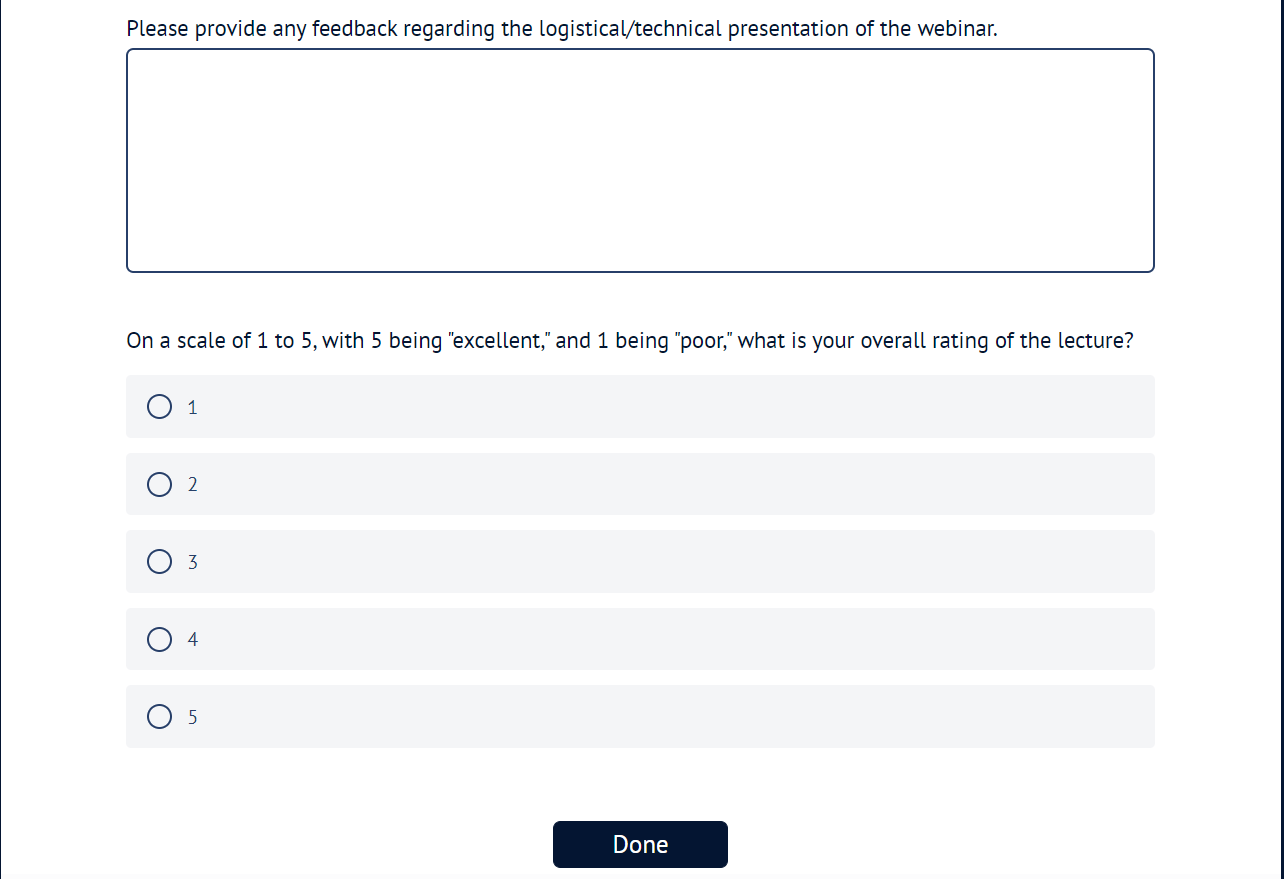 Please provide any feedback regarding the logistical/technical presentation of the webinar.
On a scale of 1 to 5, with 5 being "excellent," and 1 being "poor," what is your overall rating of the lecture?
1
2
3
4
5
Done